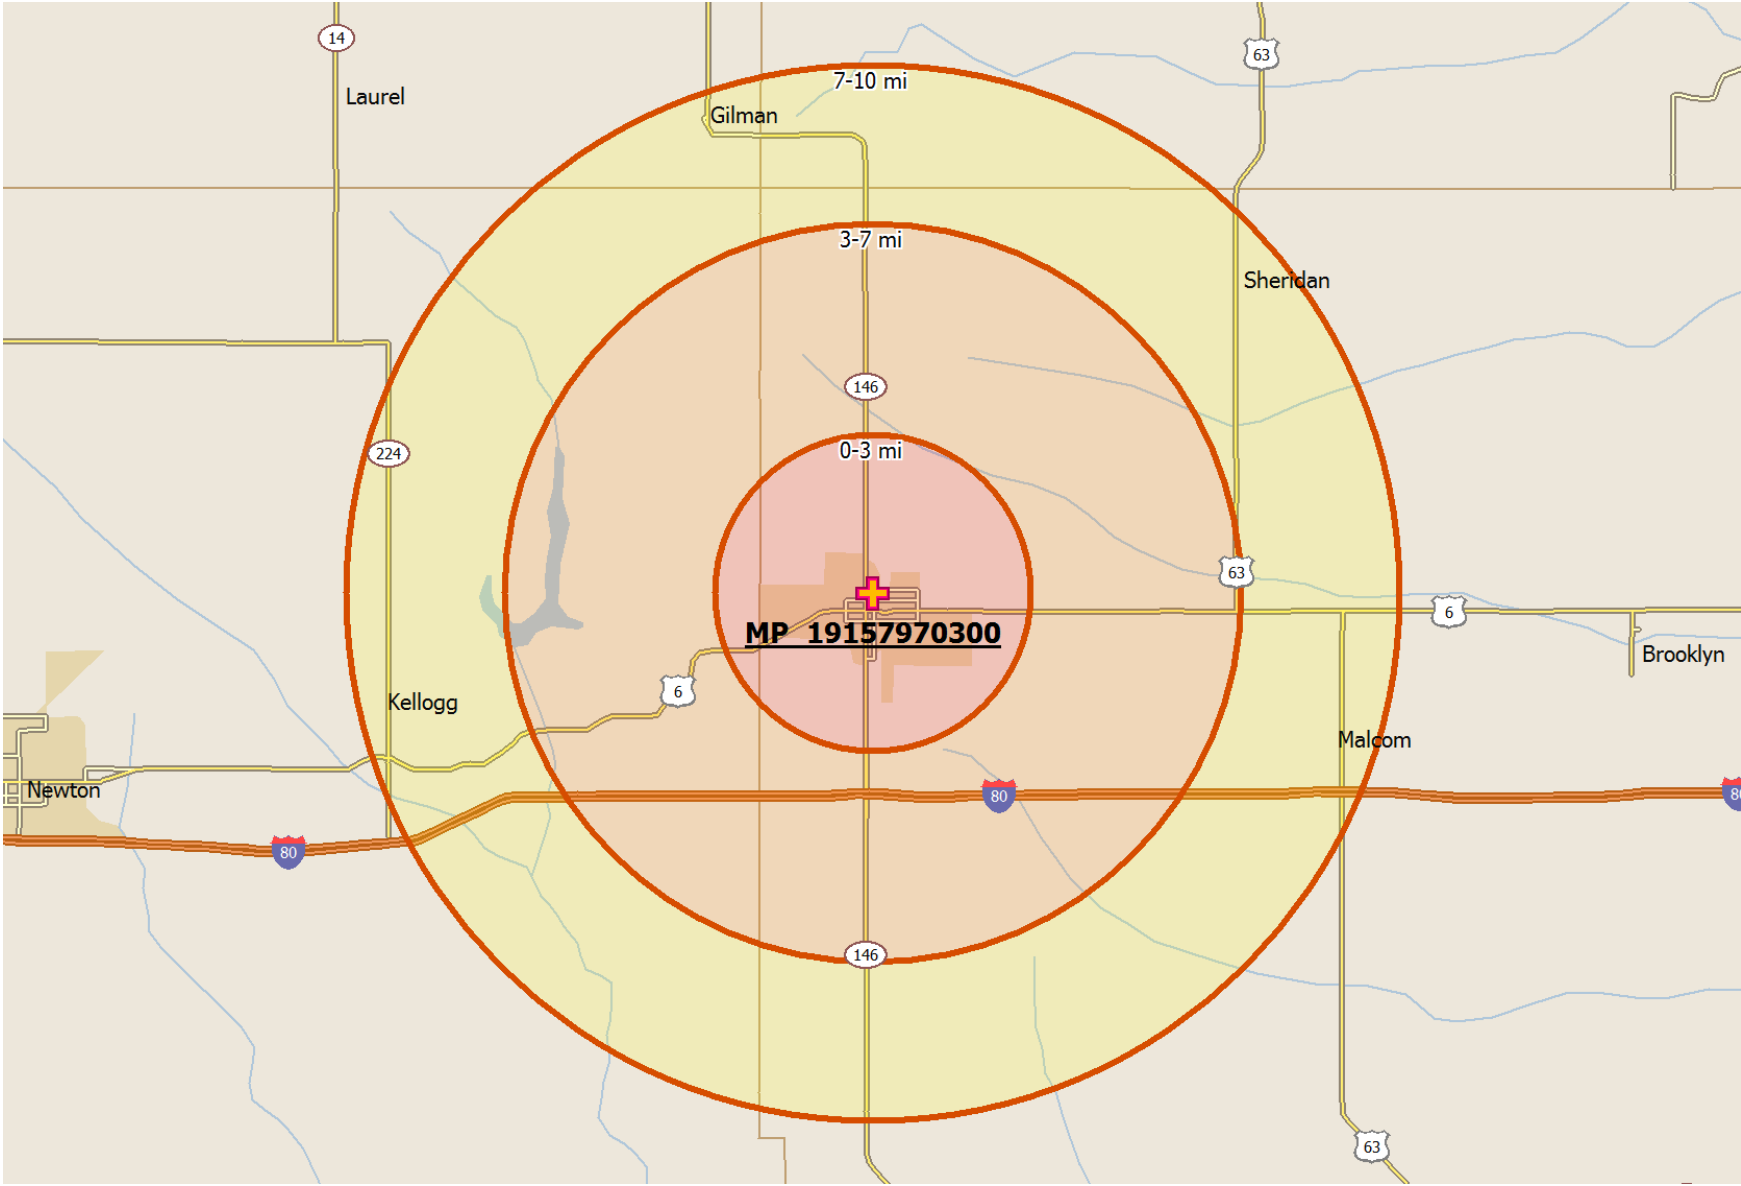 14
63
7-10 mi
Laurel
Gilman
3-7 mi
Sheridan
146
0-3 mi
224
63
6
MP 19157970300
Brooklyn
6
Kellogg
Malcom
Newton
80
80
80
146
63